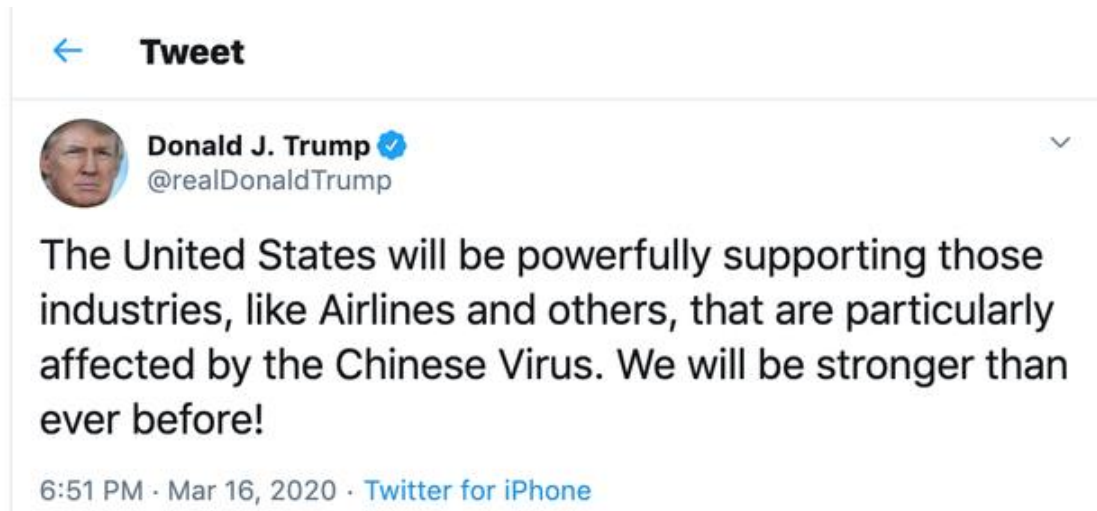 Tweet
Donald J. Trump
@realDonaldTrump
The United States will be powerfully supporting those
industries, like Airlines and others, that are particularly
affected by the Chinese Virus. We will be stronger than
ever before!
6:51 PM · Mar 16, 2020 · Twitter for iPhone